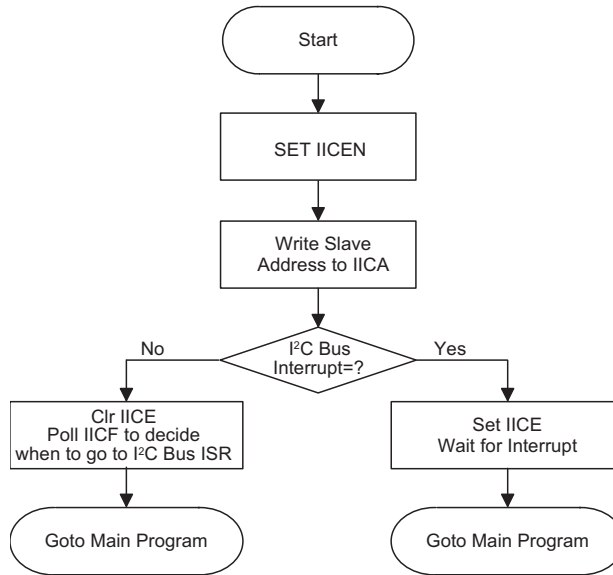 Start
SET IICEN
Write Slave
Address to IICA
I²C Bus
Interrupt=?
No
Yes
Clr IICE
Poll IICF to decide
when to go to I²C Bus ISR
Set IICE
Wait for Interrupt
Goto Main Program
Goto Main Program